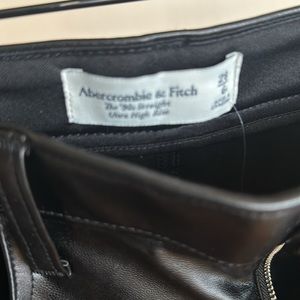 Abercrombie & Fitch
The '90s Straight
Ultra High Rise